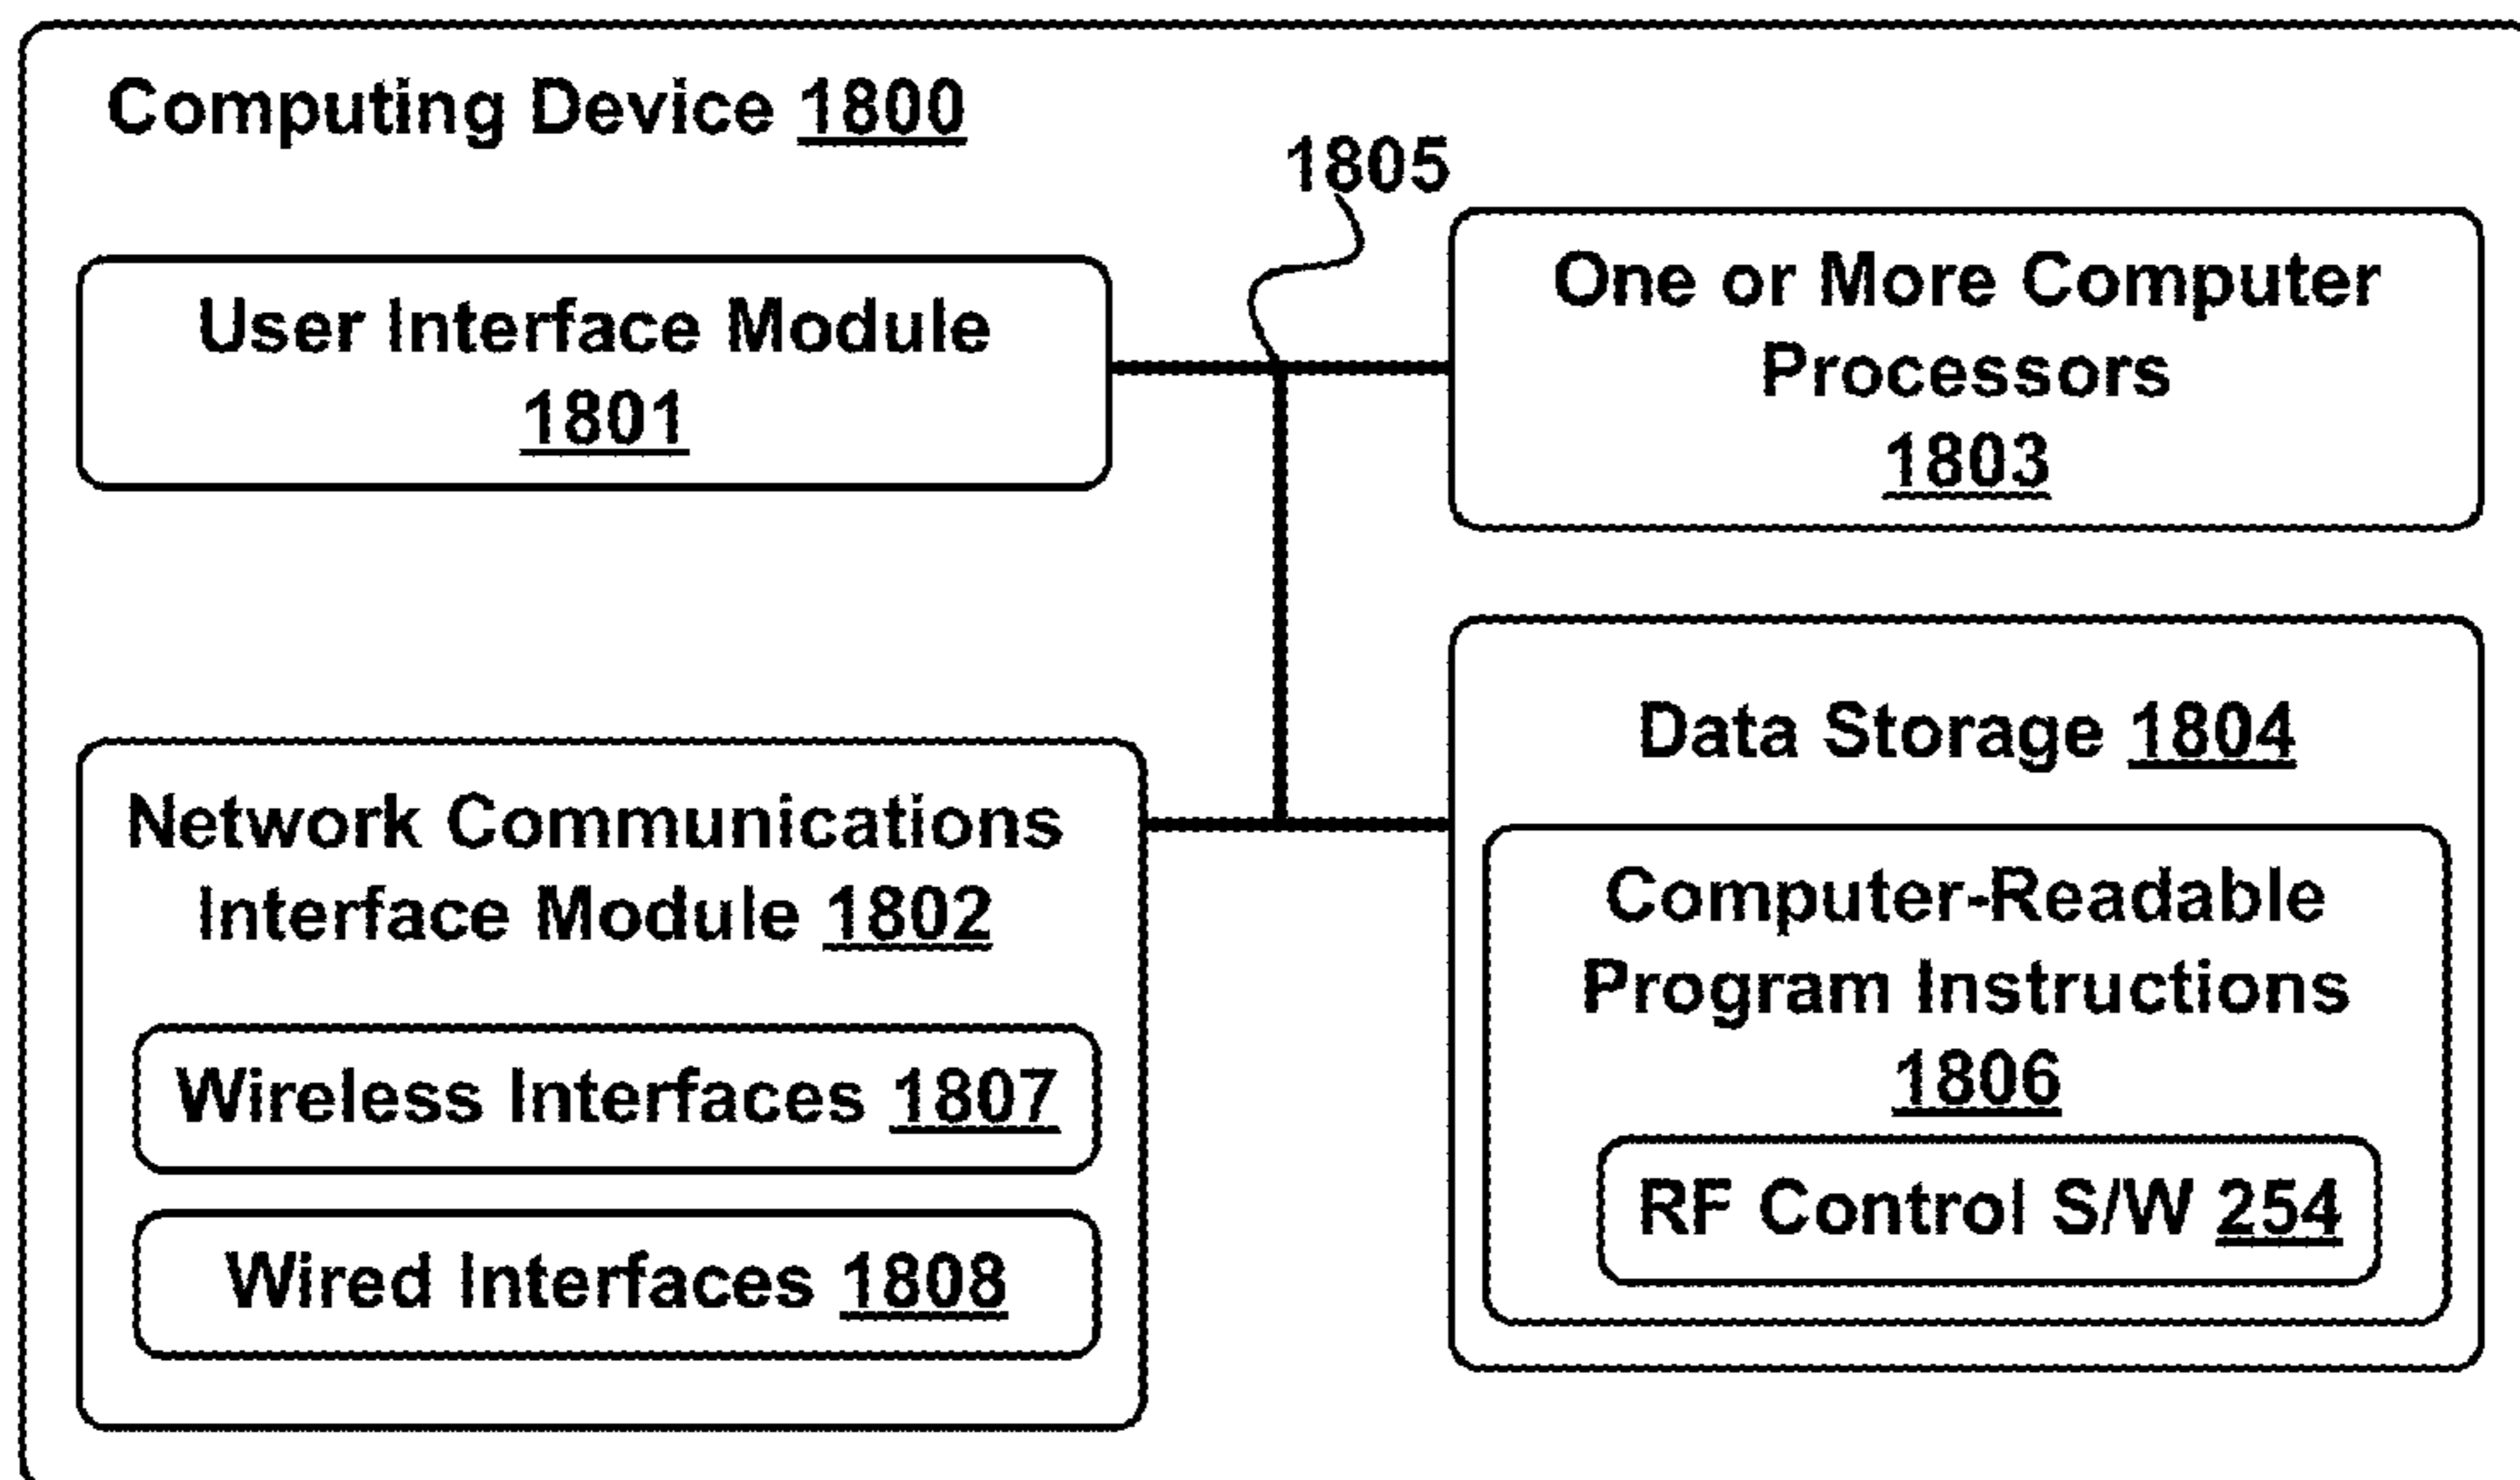 Computing Device 1800
1805
User Interface Module
1801
One or More Computer
Processors
1803
Network Communications
Interface Module 1802
Wireless Interfaces 1807
Wired Interfaces 1808
Data Storage 1804
Computer-Readable
Program Instructions
1806
RF Control S/W 254